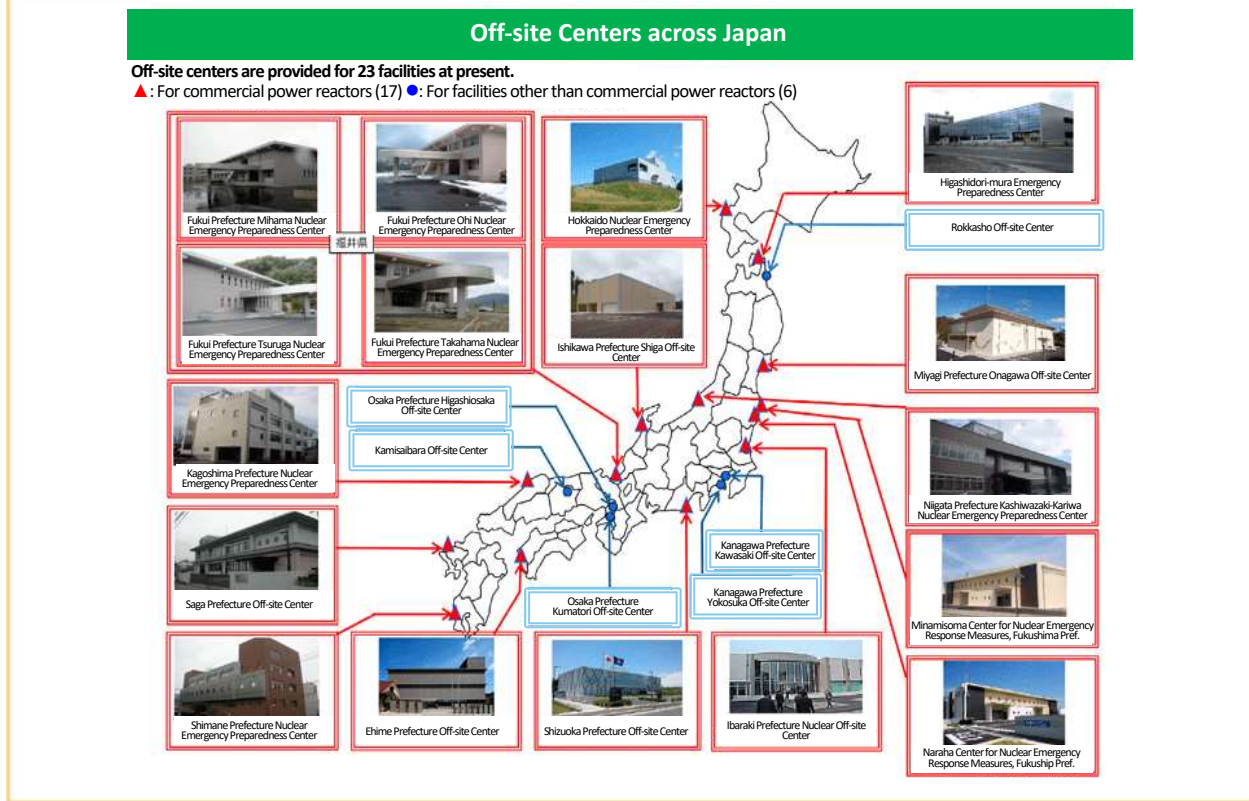 Off-site Centers across Japan
Off-site centers are provided for 23 facilities at present.
▲: For commercial power reactors (17) ●: For facilities other than commercial power reactors (6)
Fukui Prefecture Mihama Nuclear
Emergency Preparedness Center
Fukui Prefecture Ohi Nuclear
Emergency Preparedness Center
Hokkaido Nuclear Emergency
Preparedness Center
Higashidori-mura Emergency
Preparedness Center
Rokkasho Off-site Center
福井県
Fukui Prefecture Tsuruga Nuclear
Emergency Preparedness Center
Fukui Prefecture Takahama Nuclear
Emergency Preparedness Center
Ishikawa Prefecture Shiga Off-site
Center
Miyagi Prefecture Onagawa Off-site Center
Osaka Prefecture Higashiosaka
Off-site Center
Kamisaibara Off-site Center
Kagoshima Prefecture Nuclear
Emergency Preparedness Center
Niigata Prefecture Kashiwazaki-Kariwa
Nuclear Emergency Preparedness Center
Kanagawa Prefecture
Kawasaki Off-site Center
Kanagawa Prefecture
Yokosuka Off-site Center
Osaka Prefecture
Kumatori Off-site Center
Saga Prefecture Off-site Center
Minamisoma Center for Nuclear Emergency
Response Measures, Fukushima Pref.
Shimane Prefecture Nuclear
Emergency Preparedness Center
Ehime Prefecture Off-site Center
Shizuoka Prefecture Off-site Center
Ibaraki Prefecture Nuclear Off-site
Center
Naraha Center for Nuclear Emergency
Response Measures, Fukuship Pref.